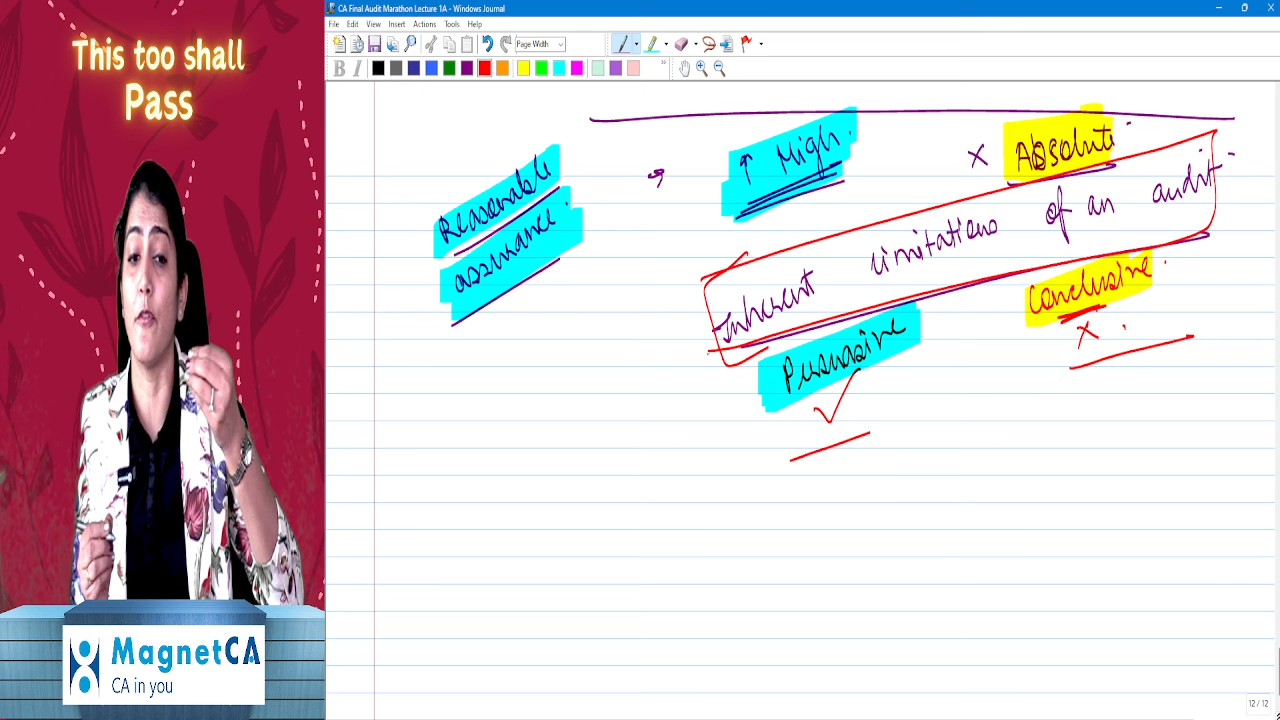 This too shall
Pass
MagnetCA
CA in you
CA Final Audit Marathon Lecture 1A - Windows Journal
File Edit View Insert Actions Tools Help
Page Width
B I
Reasonable
assurance.
↑ High.
× Absolute.
Inherent limitations of an audit
Persuasive
Conclusive.
×
12 / 12